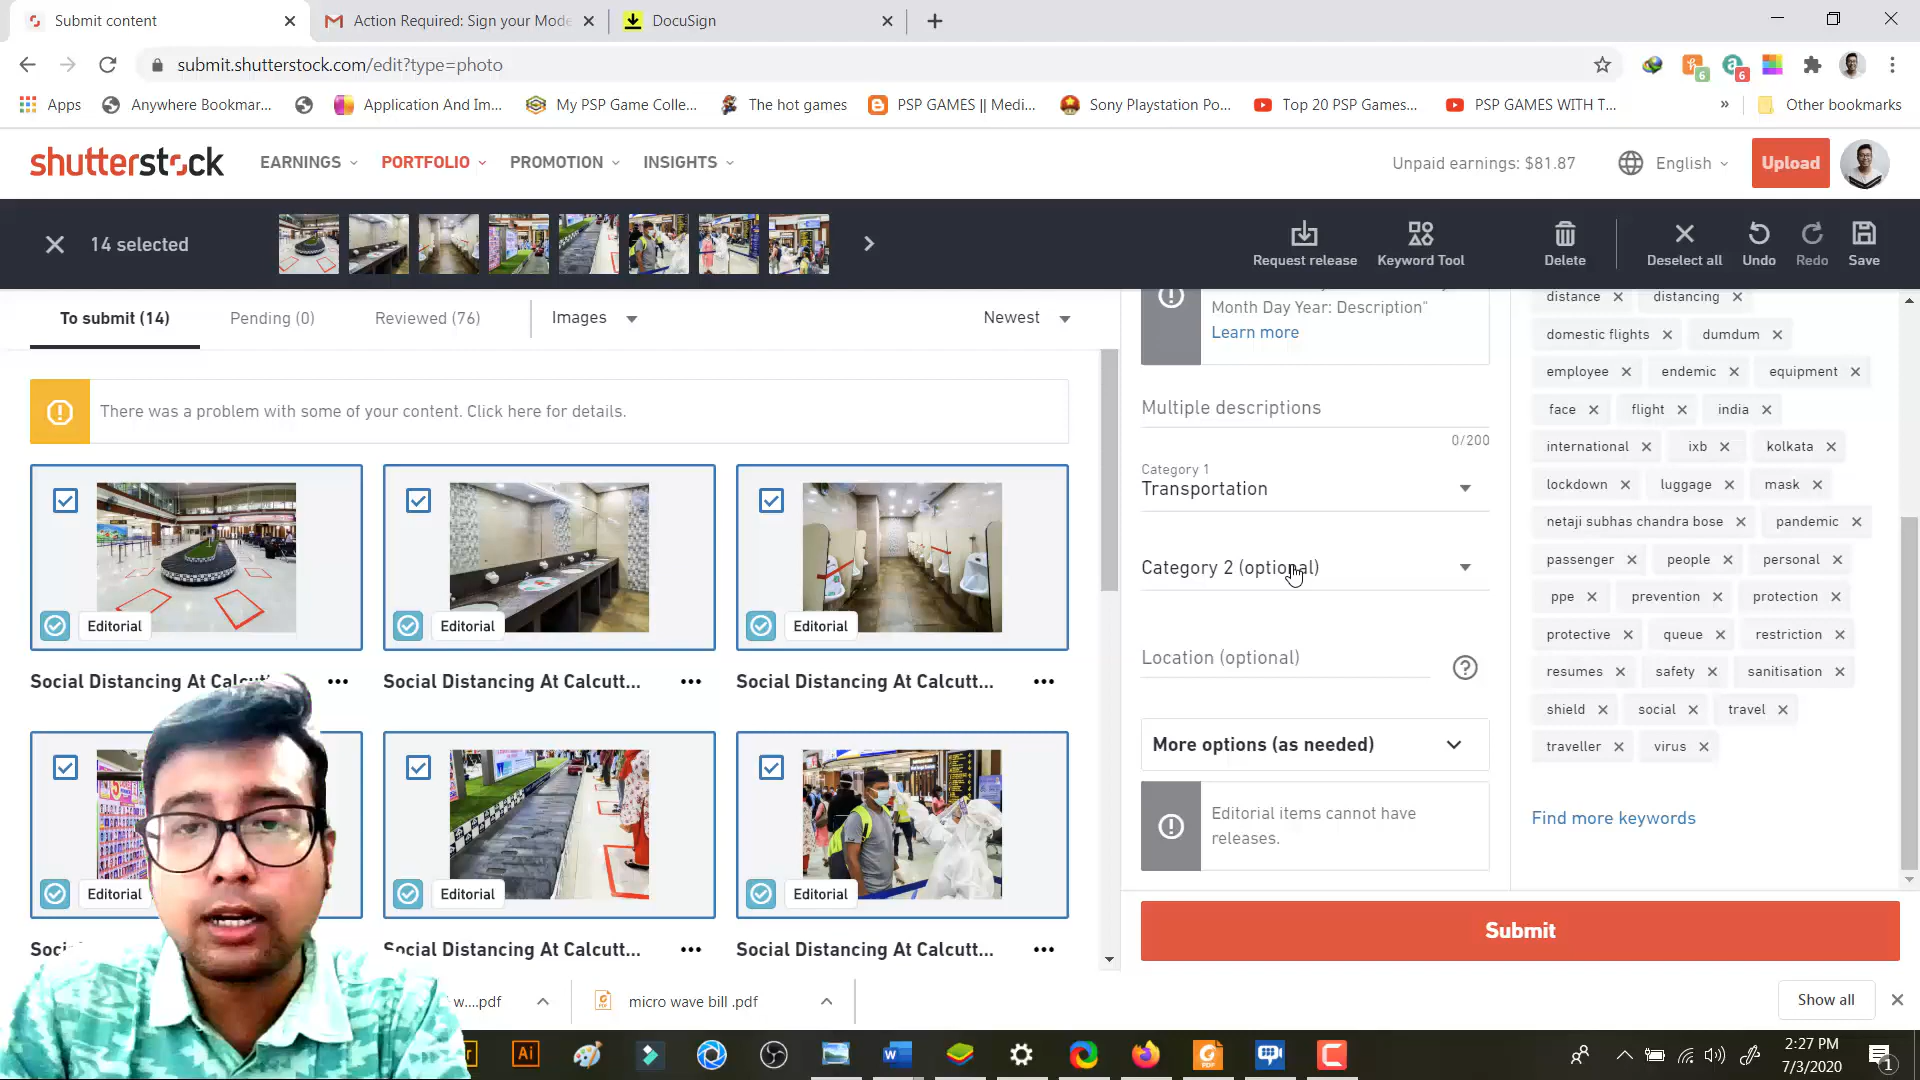 Submit content
Action Required: Sign your Mode
DocuSign
submit.shutterstock.com/edit?type=photo
6
6
Apps
Anywhere Bookmar...
Application And Im...
My PSP Game Colle...
The hot games
PSP GAMES || Medi...
Sony Playstation Po...
Top 20 PSP Games...
PSP GAMES WITH T...
»
Other bookmarks
shutterstock
EARNINGS
PORTFOLIO
PROMOTION
INSIGHTS
Unpaid earnings: $81.87
English
Upload
14 selected
Request release
Keyword Tool
Delete
Deselect all
Undo
Redo
Save
To submit (14)
Pending (0)
Reviewed (76)
Images
Newest
There was a problem with some of your content. Click here for details.
Editorial
Editorial
Editorial
Social Distancing At Calcutt...
Social Distancing At Calcutt...
Editorial
Editorial
Editorial
Social Distancing At Calcutt...
Social Distancing At Calcutt...
Month Day Year: Description"
Learn more
Multiple descriptions
0/200
Category 1
Transportation
Category 2 (optional)
Location (optional)
More options (as needed)
Editorial items cannot have
releases.
distance
distancing
domestic flights
dumdum
employee
endemic
equipment
face
flight
india
international
ixb
kolkata
lockdown
luggage
mask
netaji subhas chandra bose
pandemic
passenger
people
personal
ppe
prevention
protection
protective
queue
restriction
resumes
safety
sanitisation
shield
social
travel
traveller
virus
Find more keywords
Submit
w....pdf
micro wave bill .pdf
Show all
Ai
2:27 PM
7/3/2020
1